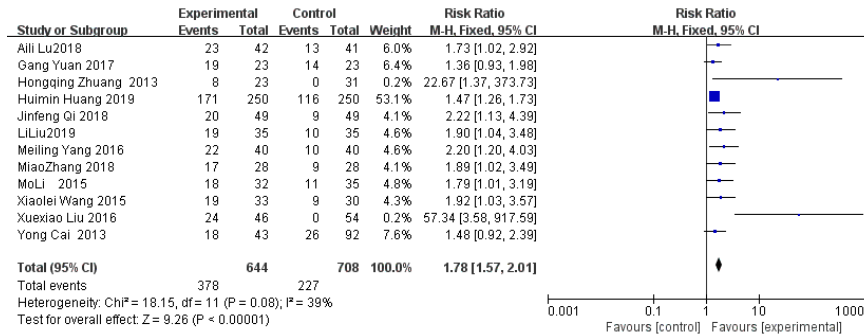 Experimental Control Risk Ratio Risk Ratio
Study or Subgroup Events Total Events Total Weight M-H, Fixed, 95% CI M-H, Fixed, 95% CI
Aili Lu2018 23 42 13 41 6.0% 1.73 [1.02, 2.92]
Gang Yuan 2017 19 23 14 23 6.4% 1.36 [0.93, 1.98]
Hongqing Zhuang 2013 8 23 0 31 0.2% 22.67 [1.37, 373.73]
Huimin Huang 2019 171 250 116 250 53.1% 1.47 [1.26, 1.73]
Jinfeng Qi 2018 20 49 9 49 4.1% 2.22 [1.13, 4.39]
LiLiu2019 19 35 10 35 4.6% 1.90 [1.04, 3.48]
Meiling Yang 2016 22 40 10 40 4.6% 2.20 [1.20, 4.03]
MiaoZhang 2018 17 28 9 28 4.1% 1.89 [1.02, 3.49]
MoLi 2015 18 32 11 35 4.8% 1.79 [1.01, 3.19]
Xiaolei Wang 2015 19 33 9 30 4.3% 1.92 [1.03, 3.57]
Xuexiao Liu 2016 24 46 0 54 0.2% 57.34 [3.58, 917.59]
Yong Cai 2013 18 43 26 92 7.6% 1.48 [0.92, 2.39]
Total (95% CI) 644 708 100.0% 1.78 [1.57, 2.01]
Total events 378 227
Heterogeneity: Chi² = 18.15, df = 11 (P = 0.08); I² = 39%
Test for overall effect: Z = 9.26 (P < 0.00001)
0.001 0.1 1 10 1000
Favours [control] Favours [experimental]